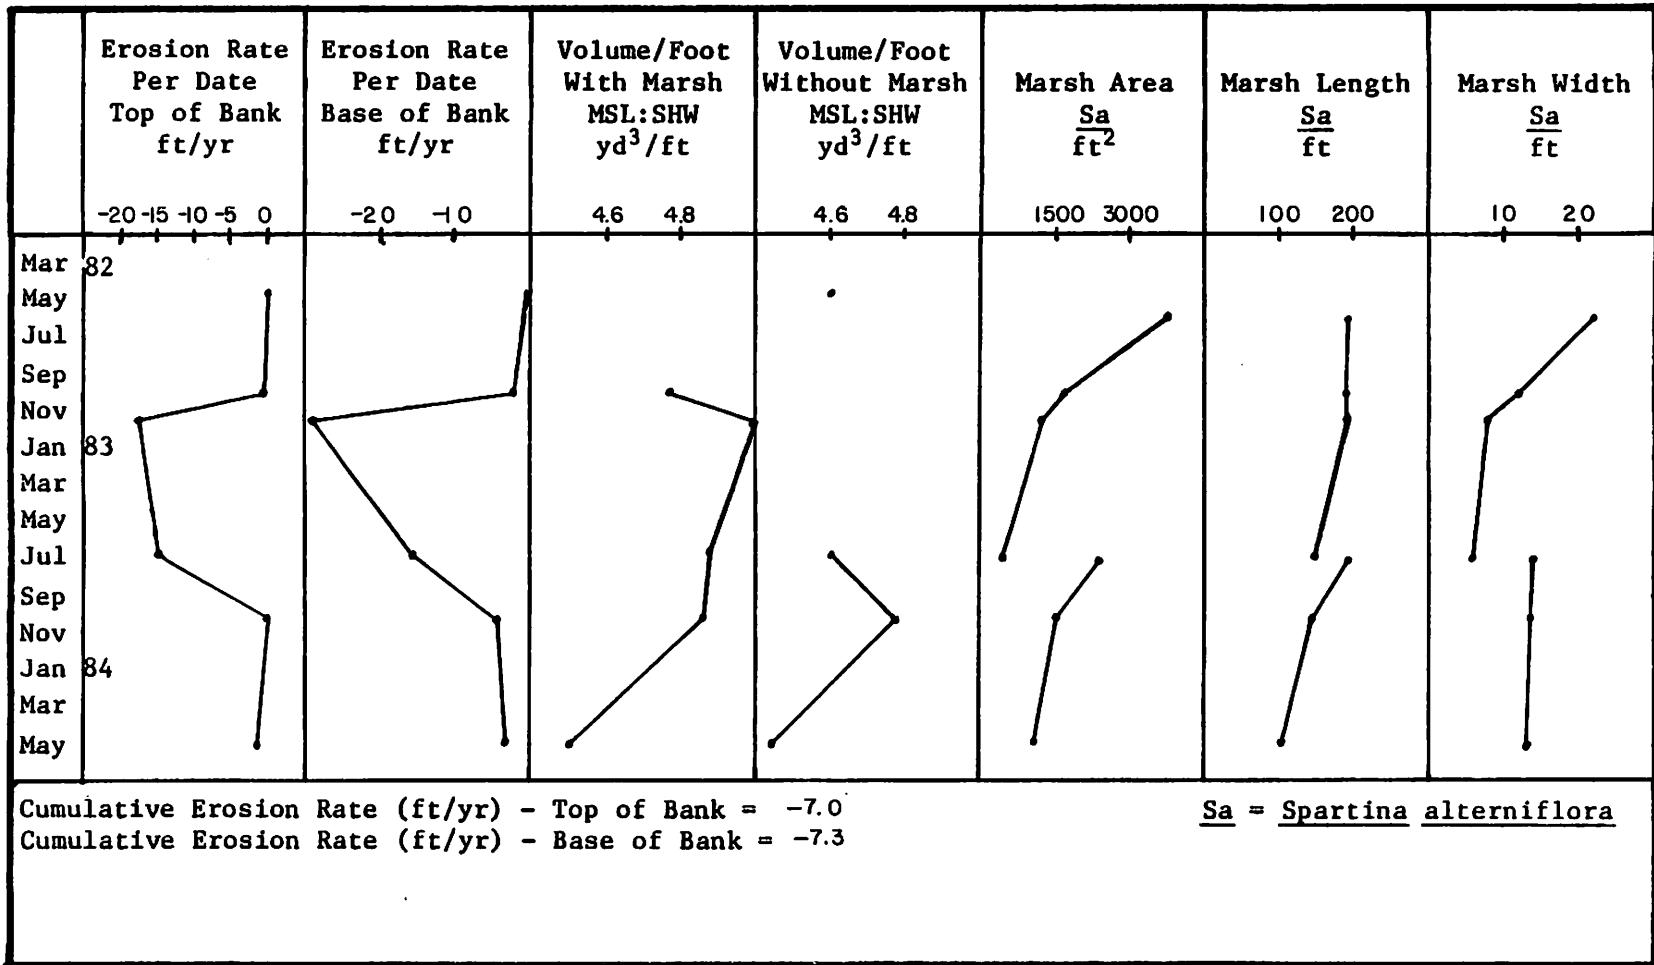 Erosion Rate
Per Date
Top of Bank
ft/yr
Erosion Rate
Per Date
Base of Bank
ft/yr
Volume/Foot
With Marsh
MSL:SHW
yd³/ft
Volume/Foot
Without Marsh
MSL:SHW
yd³/ft
Marsh Area
Sa
ft²
Marsh Length
Sa
ft
Marsh Width
Sa
ft
-20 -15 -10 -5 0
-20 -10
4.6 4.8
4.6 4.8
1500 3000
100 200
10 20
Mar 82
May
Jul
Sep
Nov
Jan 83
Mar
May
Jul
Sep
Nov
Jan 84
Mar
May
Cumulative Erosion Rate (ft/yr) - Top of Bank = -7.0
Cumulative Erosion Rate (ft/yr) - Base of Bank = -7.3
Sa = Spartina alterniflora